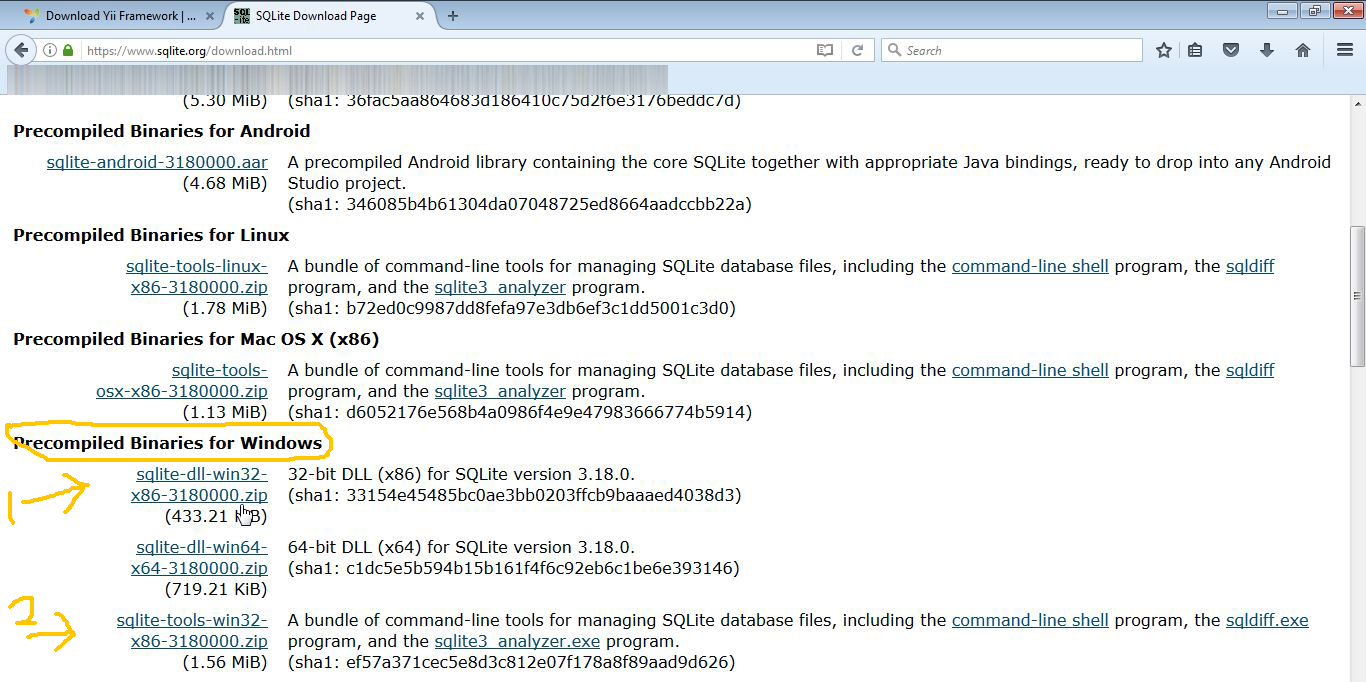 Download Yii Framework | ...
SQLite Download Page
https://www.sqlite.org/download.html
Search
(5.30 MiB) (sha1: 36fac5aa864683d186410c75d2f6e3176beddc7d)
Precompiled Binaries for Android
sqlite-android-3180000.aar A precompiled Android library containing the core SQLite together with appropriate Java bindings, ready to drop into any Android
(4.68 MiB) Studio project.
(sha1: 346085b4b61304da07048725ed8664aadccbb22a)
Precompiled Binaries for Linux
sqlite-tools-linux- A bundle of command-line tools for managing SQLite database files, including the command-line shell program, the sqldiff
x86-3180000.zip program, and the sqlite3_analyzer program.
(1.78 MiB) (sha1: b72ed0c9987dd8fefa97e3db6ef3c1dd5001c3d0)
Precompiled Binaries for Mac OS X (x86)
sqlite-tools- A bundle of command-line tools for managing SQLite database files, including the command-line shell program, the sqldiff
osx-x86-3180000.zip program, and the sqlite3_analyzer program.
(1.13 MiB) (sha1: d6052176e568b4a0986f4e9e47983666774b5914)
Precompiled Binaries for Windows
sqlite-dll-win32- 32-bit DLL (x86) for SQLite version 3.18.0.
1 x86-3180000.zip (sha1: 33154e45485bc0ae3bb0203ffcb9baaaed4038d3)
(433.21 KiB)
sqlite-dll-win64- 64-bit DLL (x64) for SQLite version 3.18.0.
x64-3180000.zip (sha1: c1dc5e5b594b15b161f4f6c92eb6c1be6e393146)
(719.21 KiB)
2 sqlite-tools-win32- A bundle of command-line tools for managing SQLite database files, including the command-line shell program, the sqldiff.exe
x86-3180000.zip program, and the sqlite3_analyzer.exe program.
(1.56 MiB) (sha1: ef57a371cec5e8d3c812e07f178a8f89aad9d626)